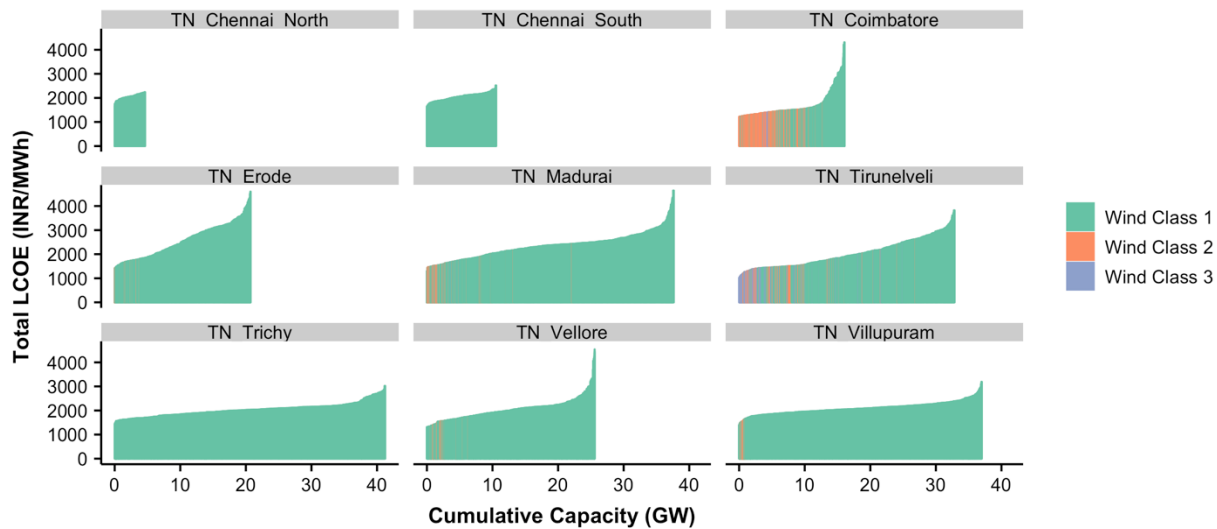 TN Chennai North
TN Chennai South
TN Coimbatore
4000
3000
2000
1000
0
TN Erode
TN Madurai
TN Tirunelveli
4000
3000
2000
1000
0
TN Trichy
TN Vellore
TN Villupuram
4000
3000
2000
1000
0
0 10 20 30 40
0 10 20 30 40
0 10 20 30 40
Total LCOE (INR/MWh)
Cumulative Capacity (GW)
Wind Class 1
Wind Class 2
Wind Class 3